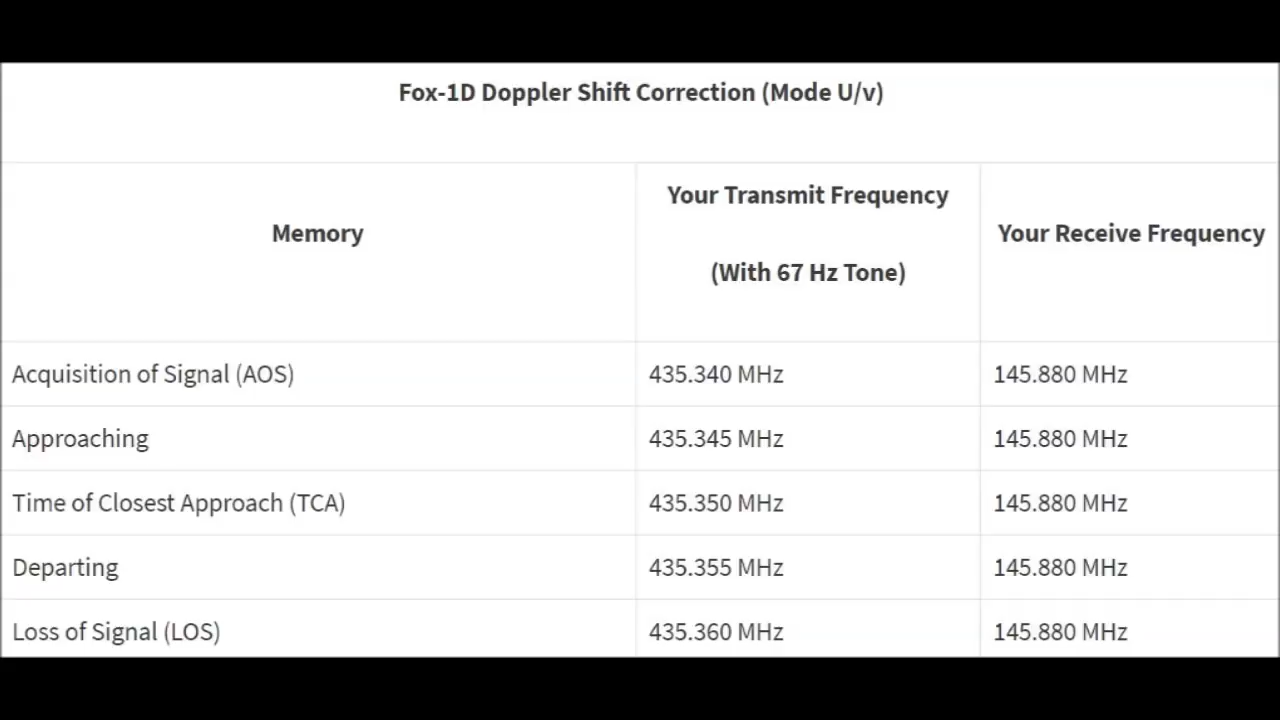 Fox-1D Doppler Shift Correction (Mode U/v)
Memory
Your Transmit Frequency
(With 67 Hz Tone)
Your Receive Frequency
Acquisition of Signal (AOS) 435.340 MHz 145.880 MHz
Approaching 435.345 MHz 145.880 MHz
Time of Closest Approach (TCA) 435.350 MHz 145.880 MHz
Departing 435.355 MHz 145.880 MHz
Loss of Signal (LOS) 435.360 MHz 145.880 MHz